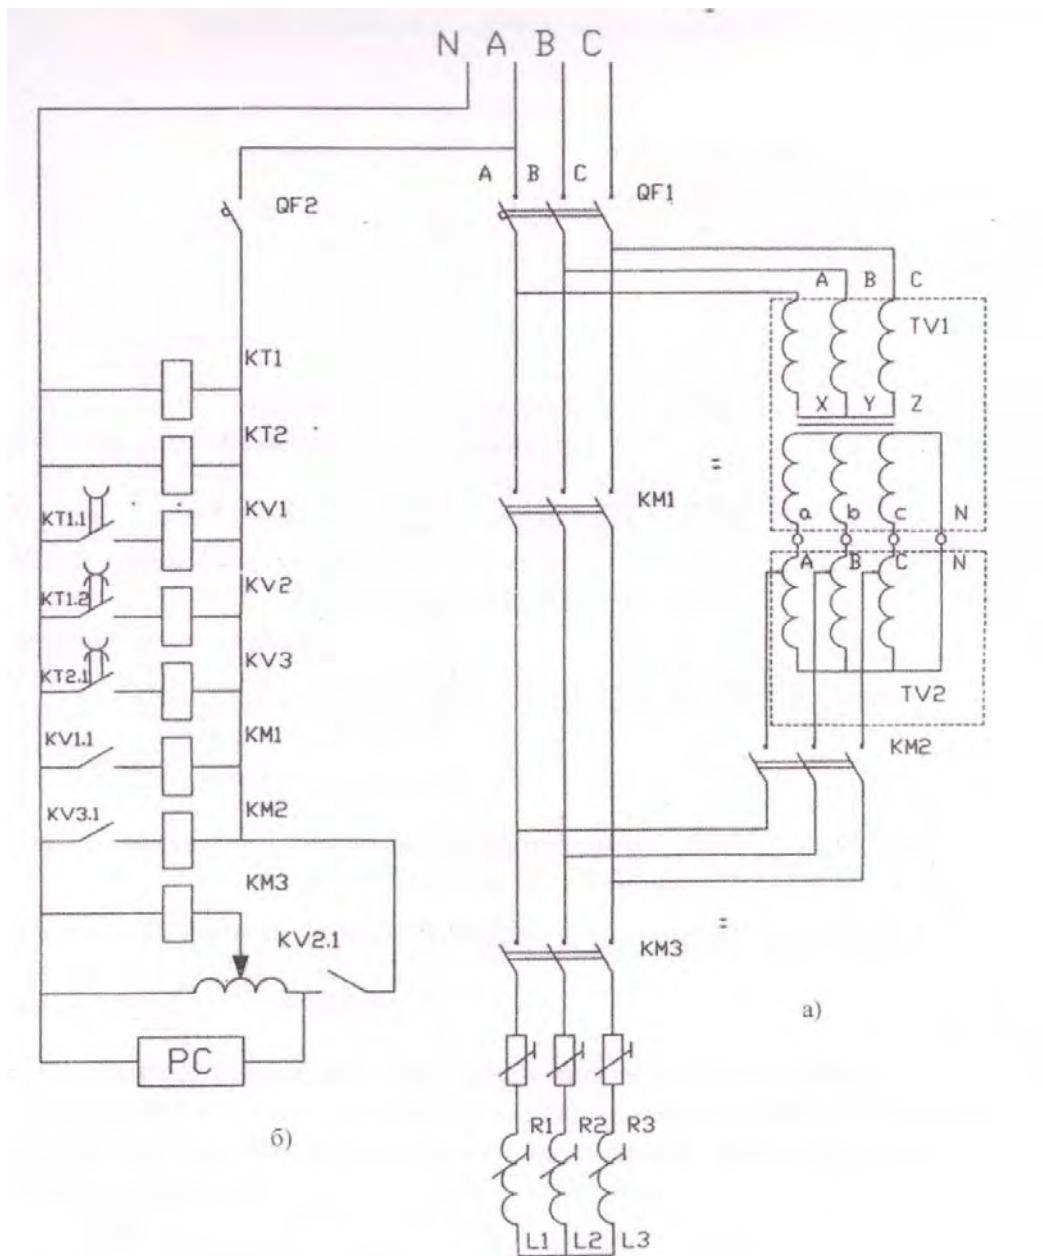 N A B C
A B C
QF2
QF1
A B C
TV1
KT1
X Y Z
KT2
KM1
KV1
KT1.1
a b c N
A B C N
KV2
KT1.2
KV3
KT2.1
TV2
KM1
KV1.1
KM2
KM2
KV3.1
KM3
KV2.1
KM3
а)
PC
R1 R2 R3
б)
L1 L2 L3